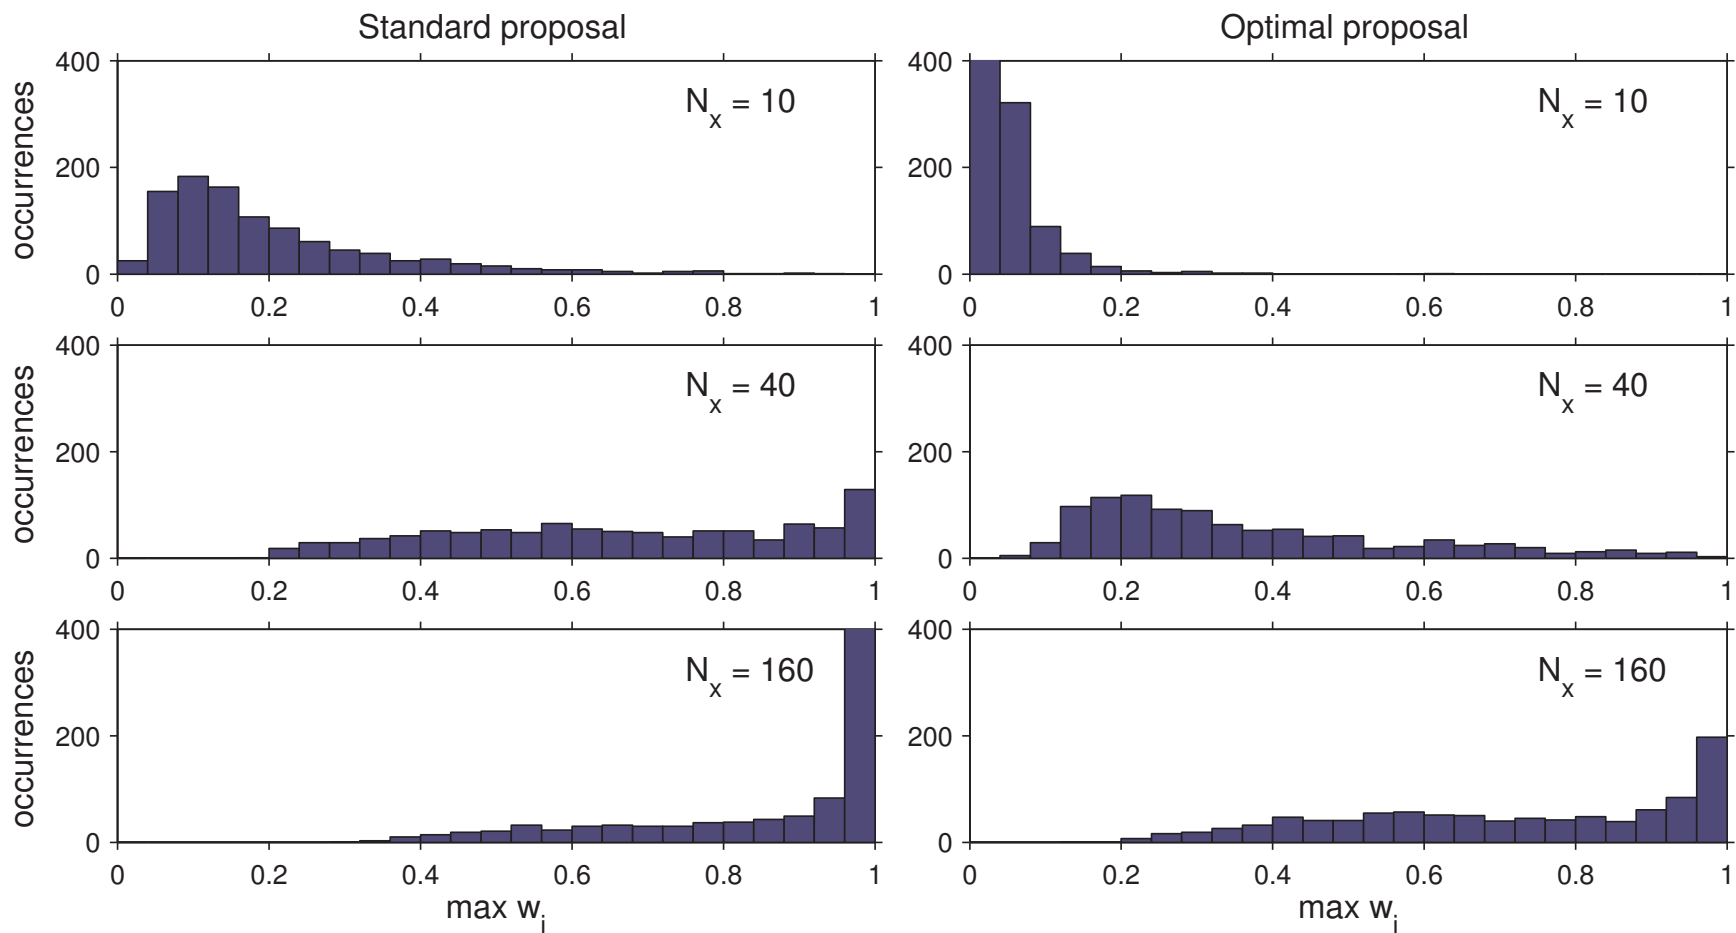 Standard proposal
Optimal proposal
400
200
0
occurrences
N_x = 10
0 0.2 0.4 0.6 0.8 1
400
200
0
N_x = 10
0 0.2 0.4 0.6 0.8 1
400
200
0
occurrences
N_x = 40
0 0.2 0.4 0.6 0.8 1
400
200
0
N_x = 40
0 0.2 0.4 0.6 0.8 1
400
200
0
occurrences
N_x = 160
0 0.2 0.4 0.6 0.8 1
max w_i
400
200
0
N_x = 160
0 0.2 0.4 0.6 0.8 1
max w_i